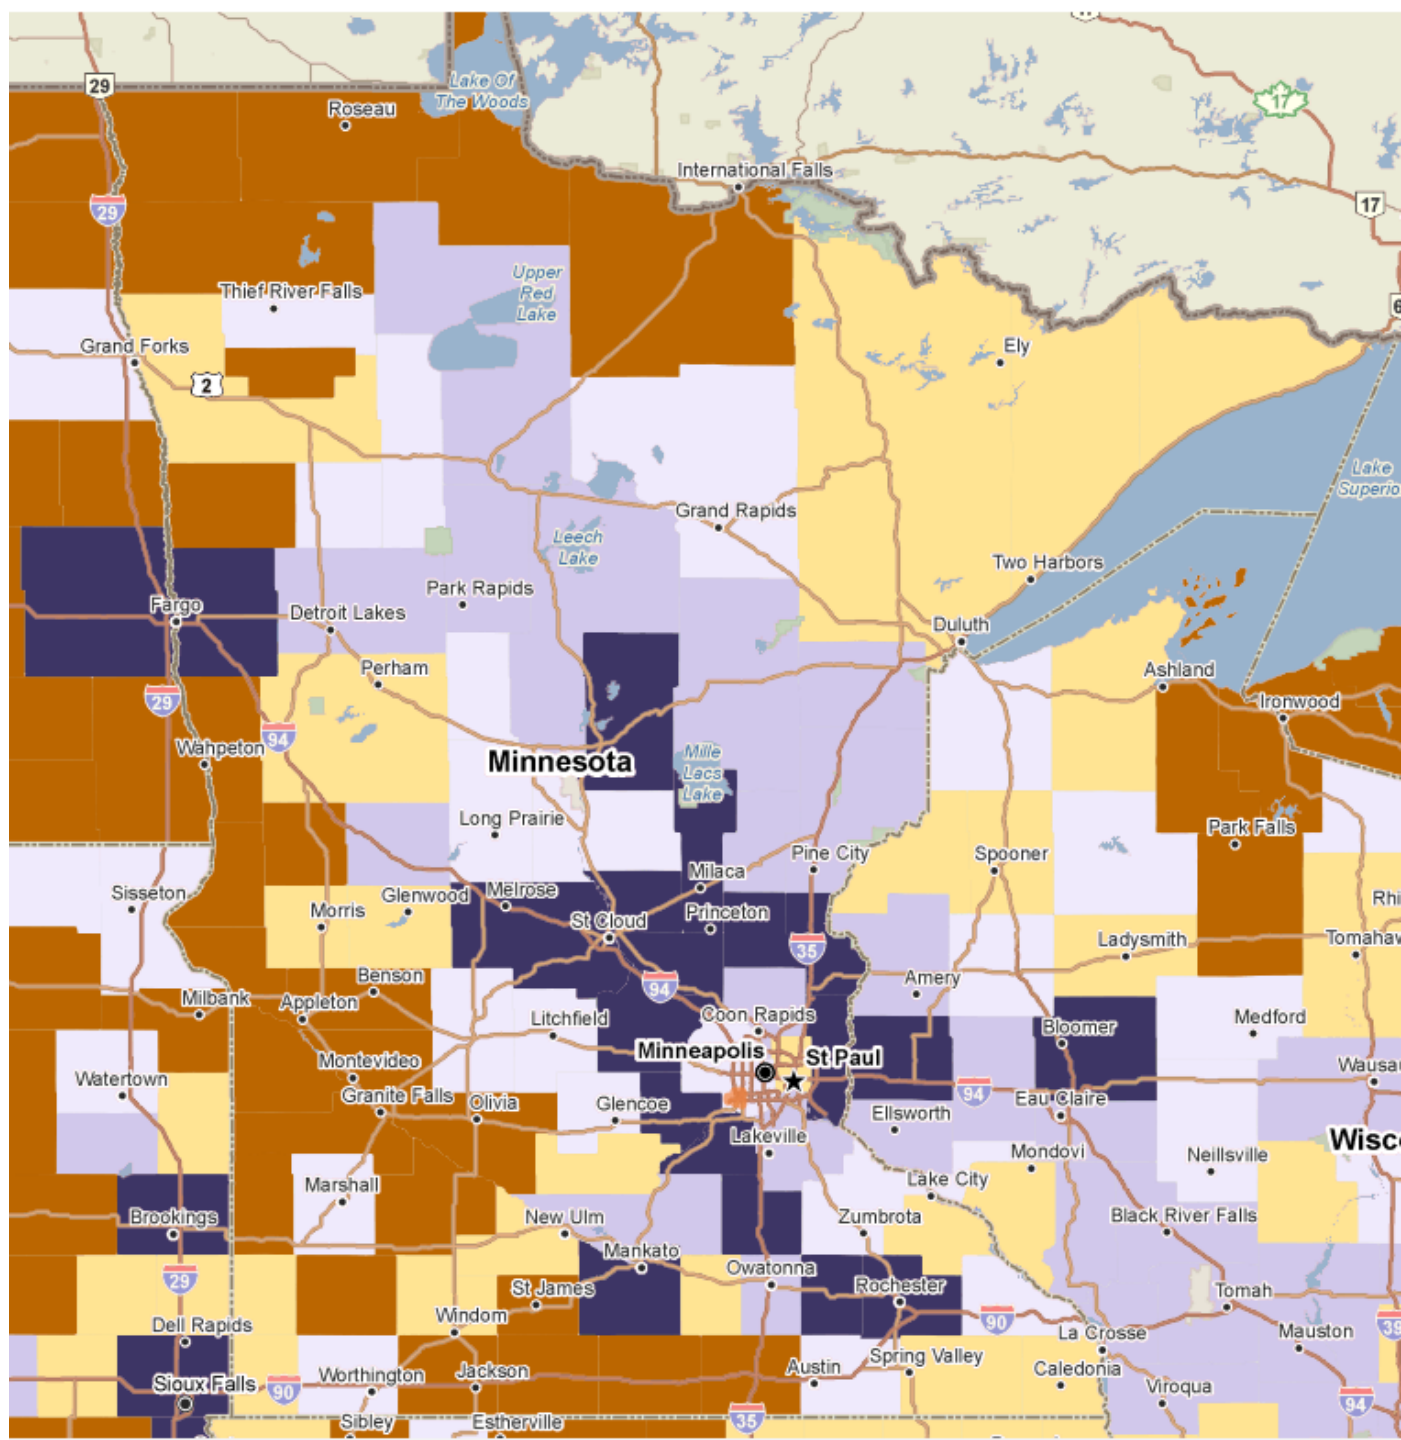 17
29
Lake Of
The Woods
Roseau
17
International Falls
17
29
Upper
Red
Lake
Thief River Falls
6
Grand Forks
Ely
2
Lake
Superio
Grand Rapids
Leech
Lake
Two Harbors
Park Rapids
Fargo
Detroit Lakes
Duluth
Perham
Ashland
29
Ironwood
94
Wahpeton
Minnesota
Mille
Lacs
Lake
Long Prairie
Park Falls
Pine City
Spooner
Milaca
Sisseton
Glenwood
Melrose
Morris
St Cloud
Princeton
Rhi
Ladysmith
Tomahaw
35
Benson
94
Amery
Milbank
Appleton
Litchfield
Coon Rapids
Bloomer
Medford
Minneapolis
St Paul
Montevideo
Watertown
Wausau
94
Granite Falls
Olivia
Glencoe
Ellsworth
Eau Claire
Lakeville
Wisc
Mondovi
Neillsville
Marshall
Lake City
Brookings
New Ulm
Zumbrota
Black River Falls
Mankato
29
Owatonna
Rochester
St James
Tomah
Windom
90
Dell Rapids
La Crosse
Mauston
39
Spring Valley
Sioux Falls
90
Worthington
Jackson
Austin
Caledonia
Viroqua
94
Sibley
Estherville
35